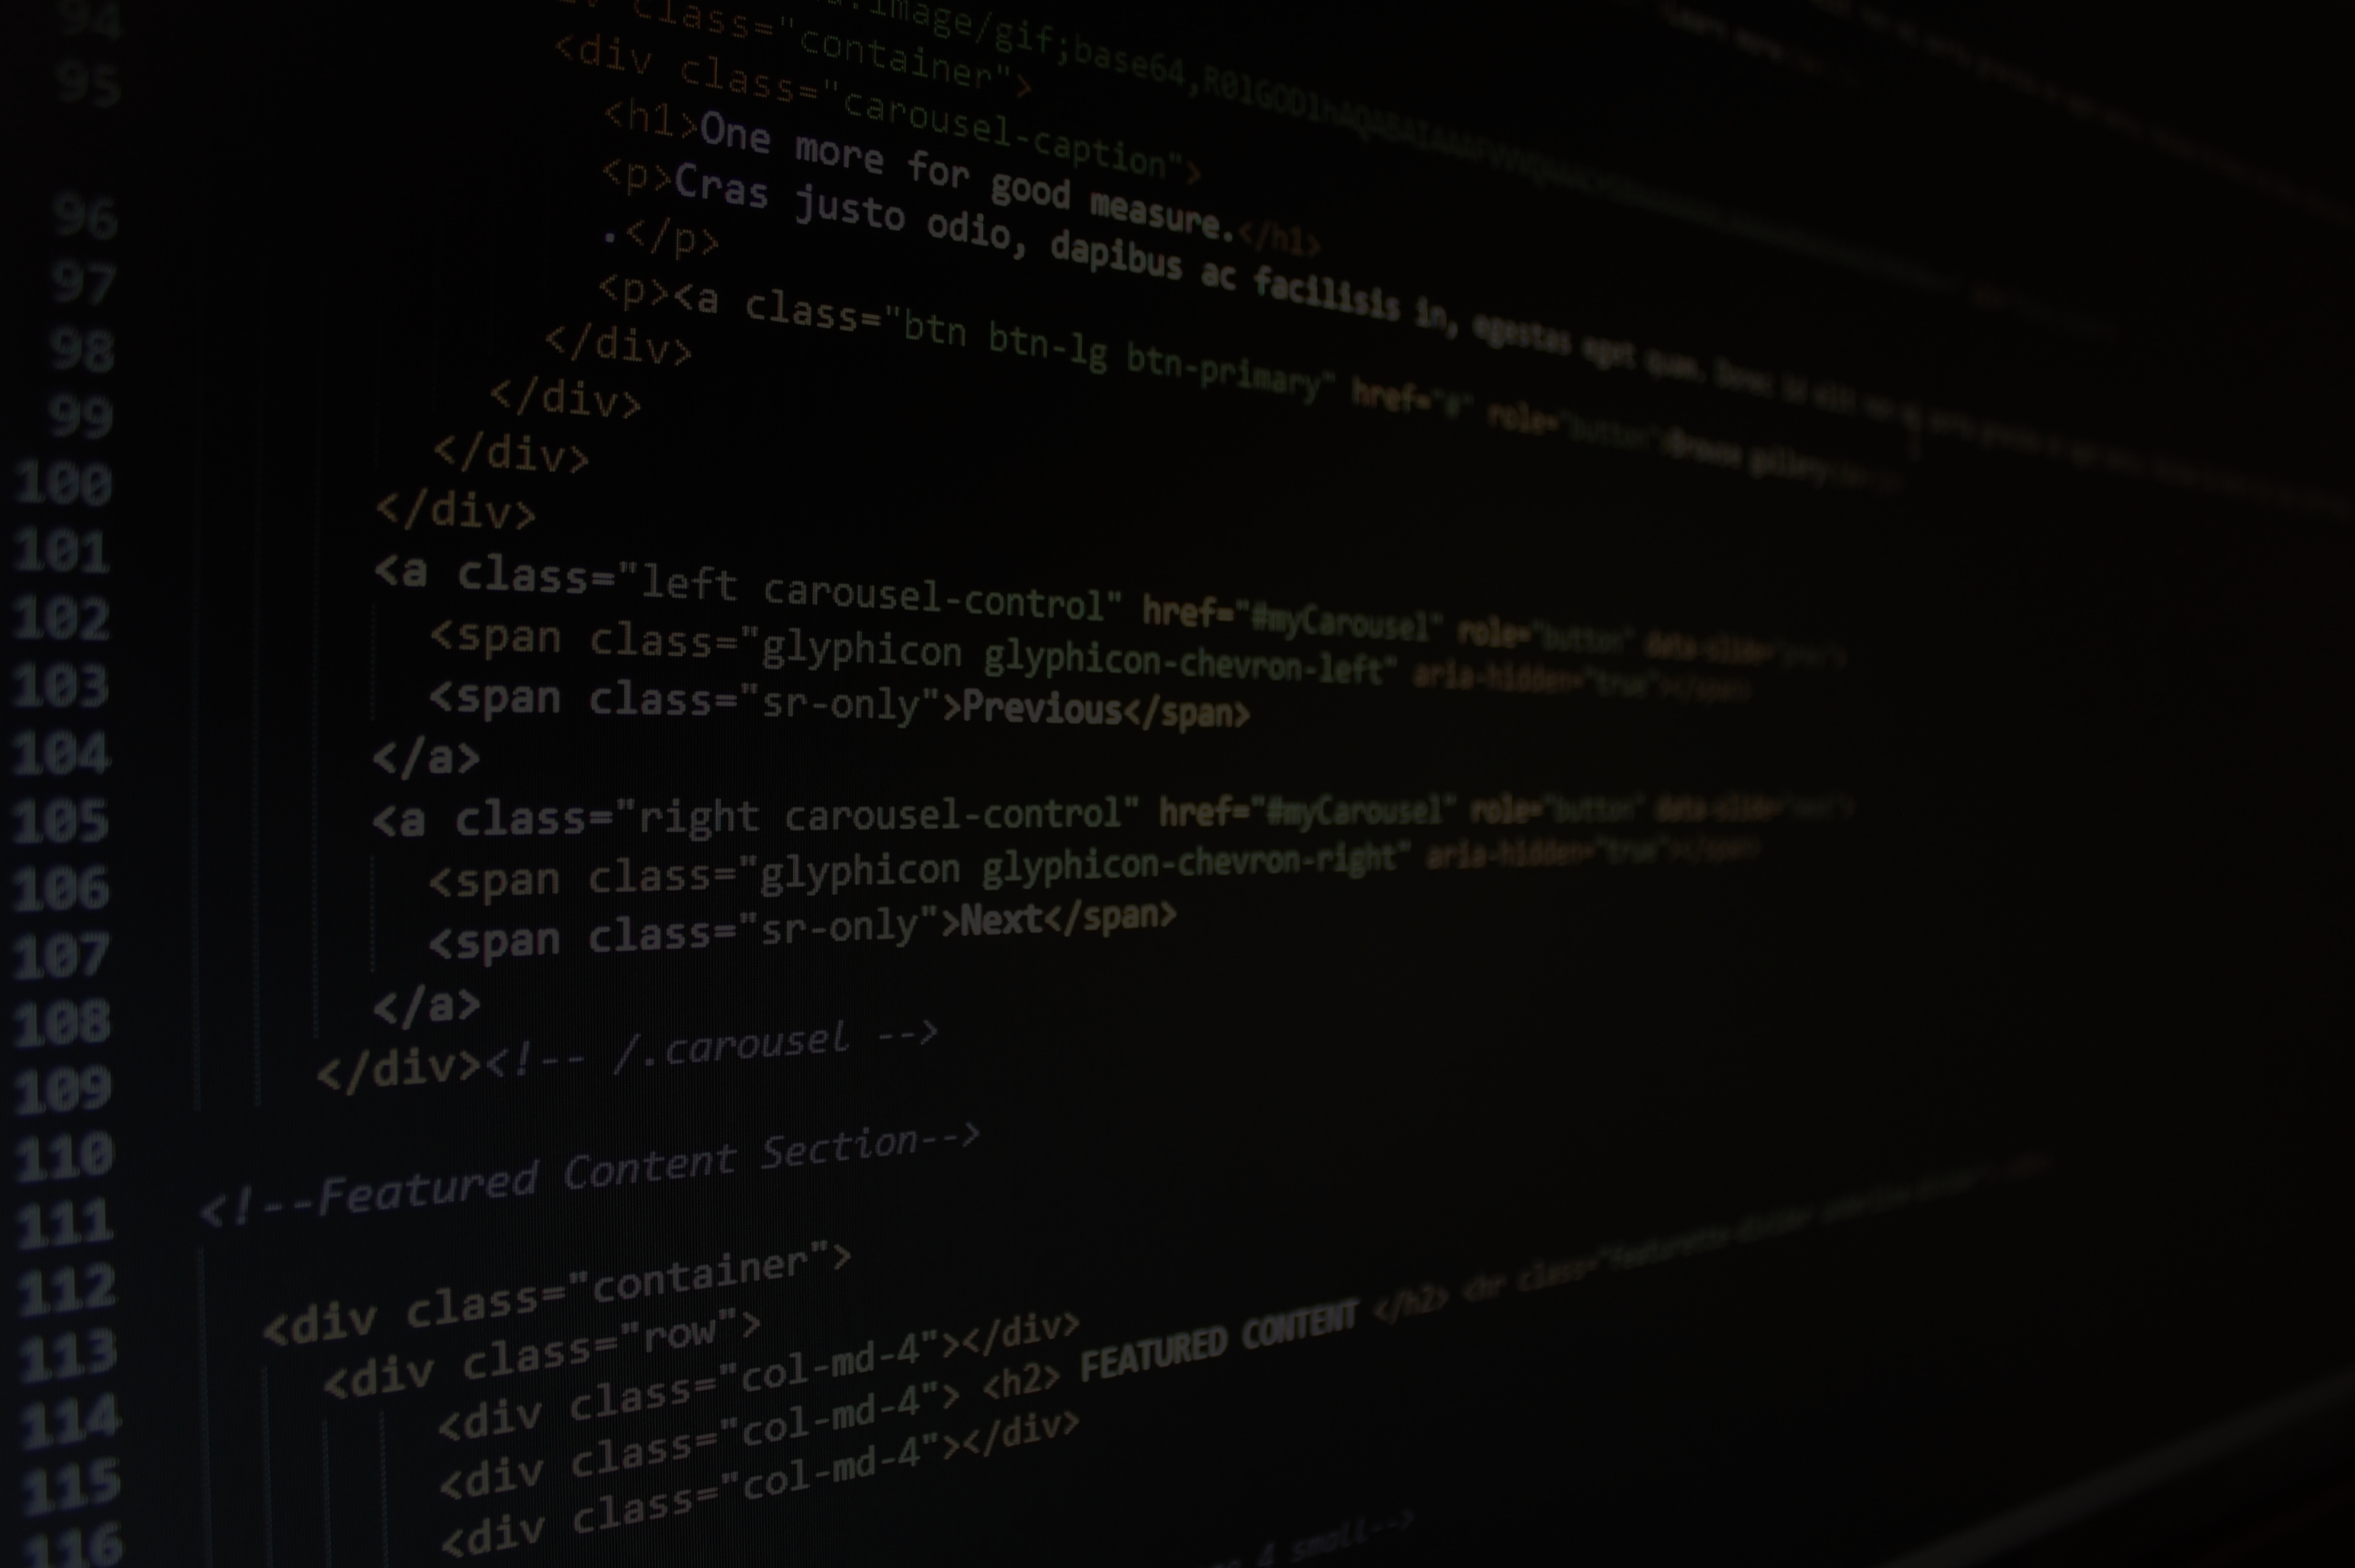 94
95
image/gif;base64,
class="container">
<div class="carousel-caption">
<h1>One more for good measure.</h1>
96
<p>Cras justo odio, dapibus ac facilisis in, egestas eget quam.
.</p>
97
<p><a class="btn btn-lg btn-primary" href="#" role="button">Browse gallery
98
</div>
99
</div>
100
</div>
101
</div>
102
<a class="left carousel-control" href="#myCarousel" role="button" data-slide="prev">
103
<span class="glyphicon glyphicon-chevron-left" aria-hidden="true"></span>
104
<span class="sr-only">Previous</span>
105
</a>
106
<a class="right carousel-control" href="#myCarousel" role="button" data-slide="next">
107
<span class="glyphicon glyphicon-chevron-right" aria-hidden="true"></span>
108
<span class="sr-only">Next</span>
109
</a>
110
</div><!-- /.carousel -->
111
<!--Featured Content Section-->
112
<div class="container">
113
<div class="row">
114
<div class="col-md-4"></div>
115
<div class="col-md-4"> <h2> FEATURED CONTENT </h2> <hr class="featurette-divider
116
<div class="col-md-4"></div>
4 small-->